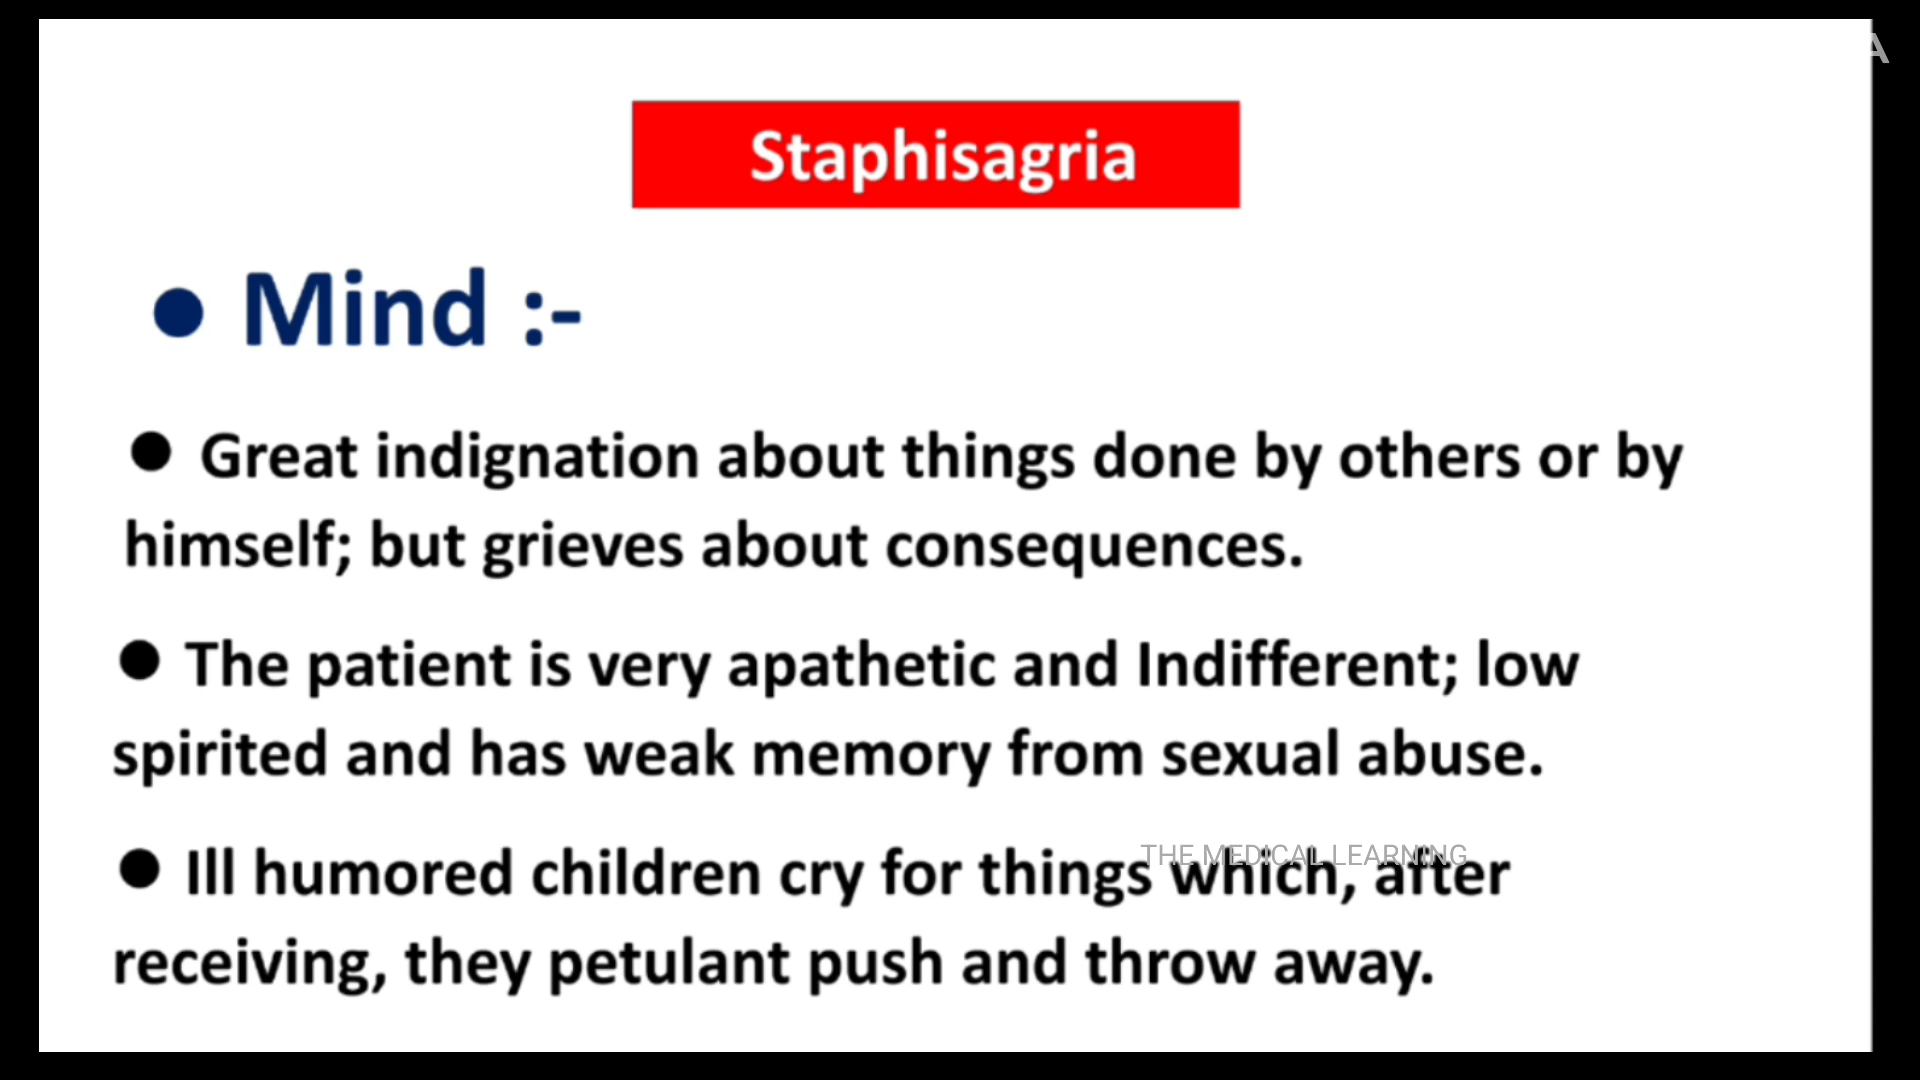 Staphisagria
● Mind :-
● Great indignation about things done by others or by
himself; but grieves about consequences.
● The patient is very apathetic and Indifferent; low
spirited and has weak memory from sexual abuse.
THE MEDICAL LEARNING
● Ill humored children cry for things which, after
receiving, they petulant push and throw away.